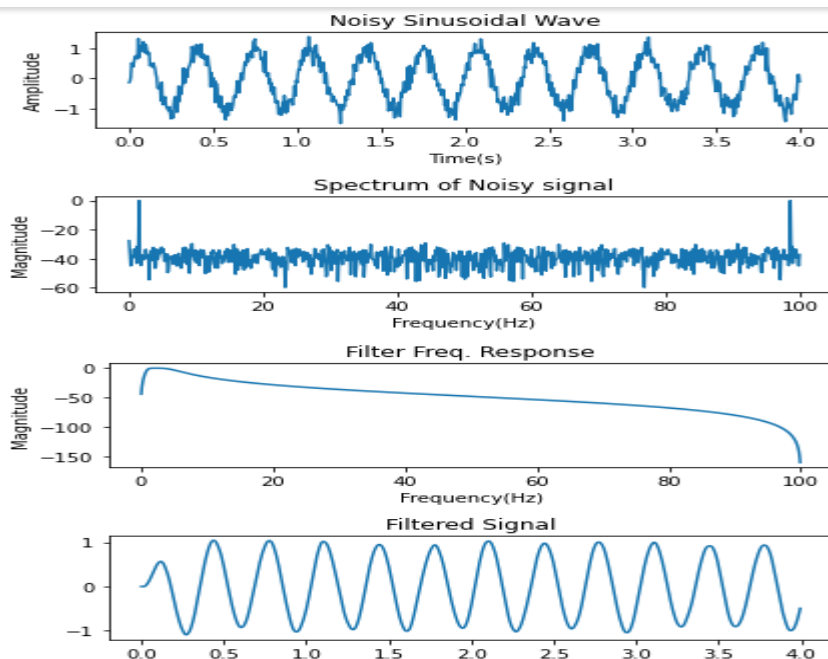 Noisy Sinusoidal Wave
Amplitude
1
0
−1
0.0 0.5 1.0 1.5 2.0 2.5 3.0 3.5 4.0
Time(s)
Spectrum of Noisy signal
Magnitude
0
−20
−40
−60
0 20 40 60 80 100
Frequency(Hz)
Filter Freq. Response
Magnitude
0
−50
−100
−150
0 20 40 60 80 100
Frequency(Hz)
Filtered Signal
1
0
−1
0.0 0.5 1.0 1.5 2.0 2.5 3.0 3.5 4.0